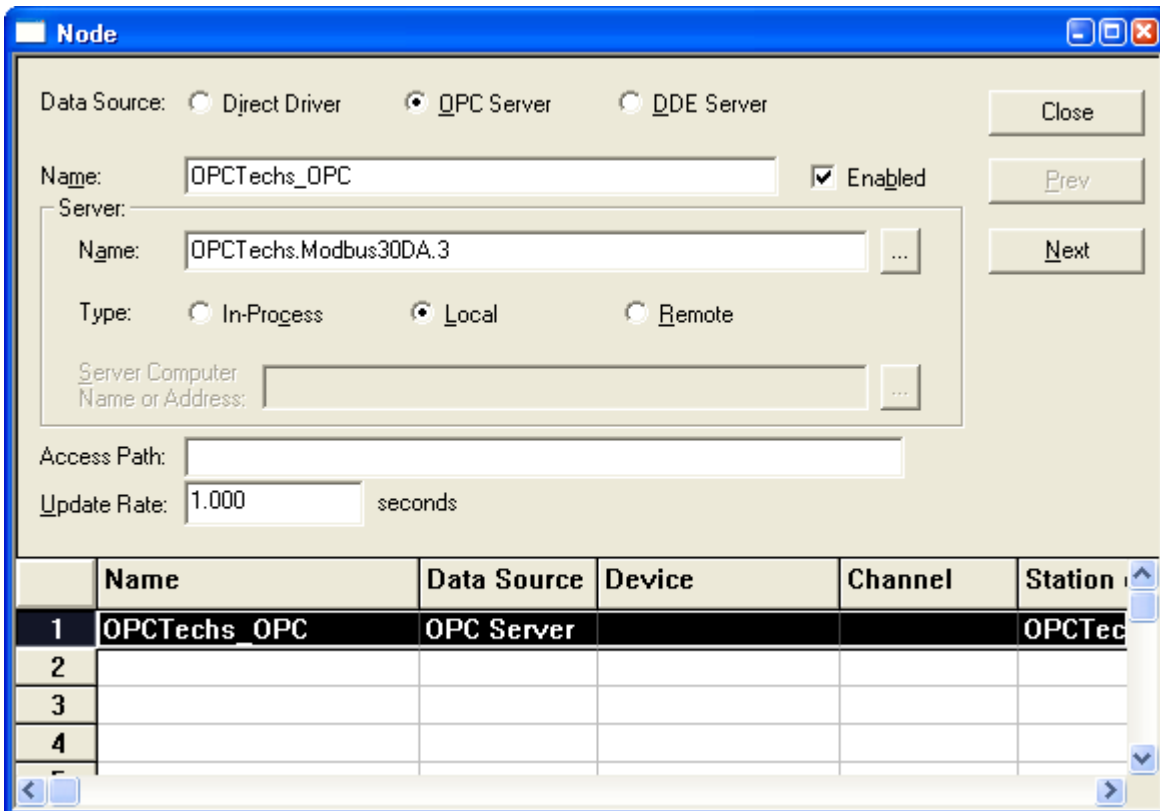 Node
Data Source: Direct Driver OPC Server DDE Server
Close
Name: OPCTechs_OPC Enabled
Prev
Server:
Name: OPCTechs.Modbus30DA.3 ...
Next
Type: In-Process Local Remote
Server Computer
Name or Address: ...
Access Path:
Update Rate: 1.000 seconds
Name Data Source Device Channel Station
1 OPCTechs_OPC OPC Server OPCTec
2
3
4